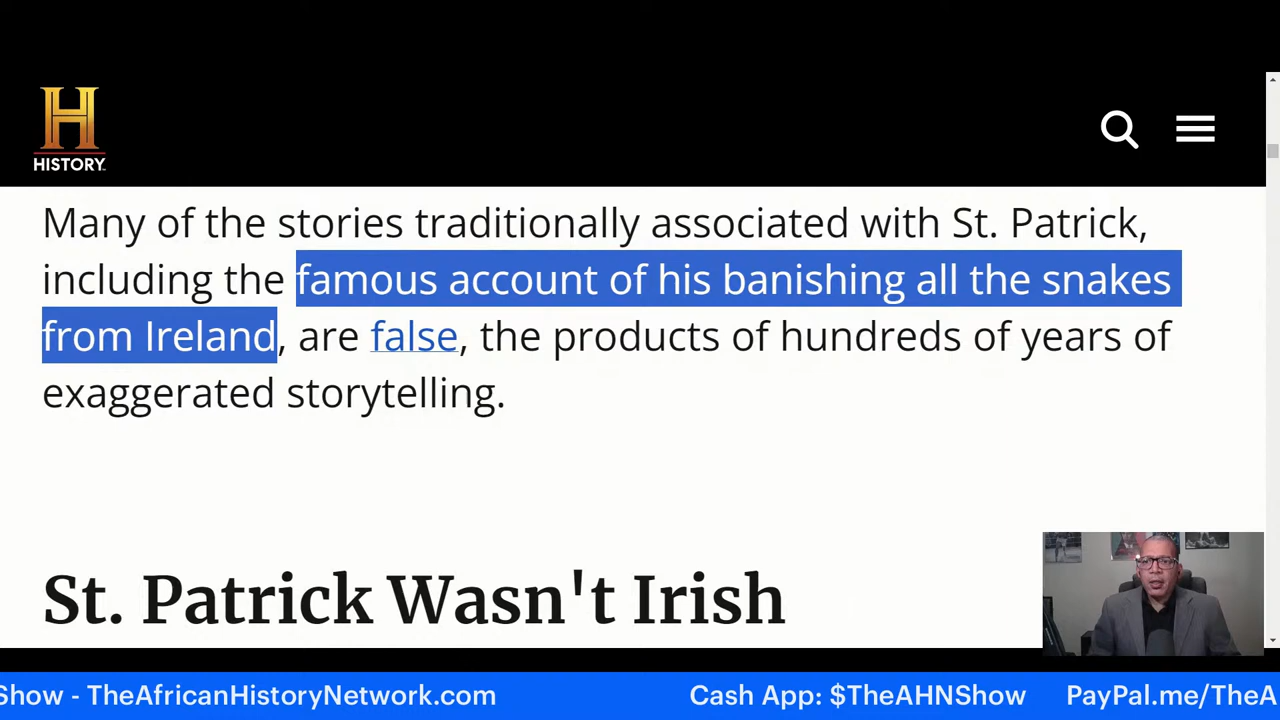 H
HISTORY
Many of the stories traditionally associated with St. Patrick,
including the famous account of his banishing all the snakes
from Ireland, are false, the products of hundreds of years of
exaggerated storytelling.
St. Patrick Wasn't Irish
Show - TheAfricanHistoryNetwork.com Cash App: $TheAHNShow PayPal.me/TheA